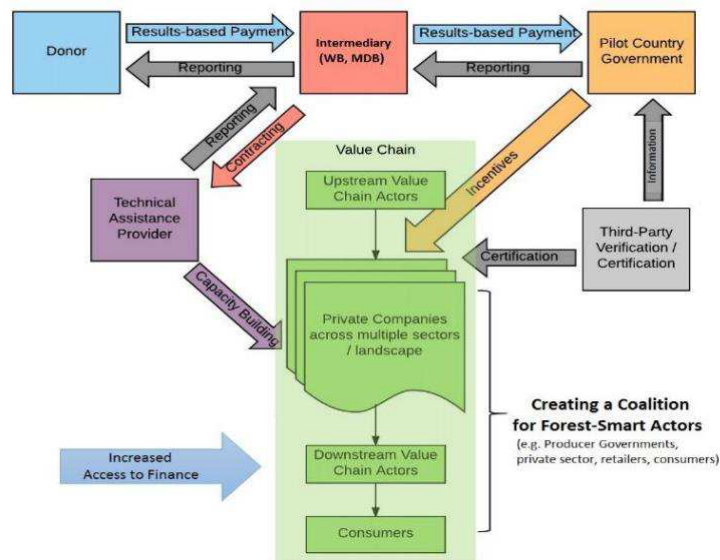 Donor
Results-based Payment
Reporting
Intermediary
(WB, MDB)
Results-based Payment
Reporting
Pilot Country
Government
Reporting
Contracting
Incentives
Information
Value Chain
Upstream Value
Chain Actors
Technical
Assistance
Provider
Third-Party
Verification /
Certification
Certification
Capacity Building
Private Companies
across multiple sectors
/ landscape
Creating a Coalition
for Forest-Smart Actors
(e.g. Producer Governments,
private sector, retailers, consumers)
Increased
Access to Finance
Downstream Value
Chain Actors
Consumers